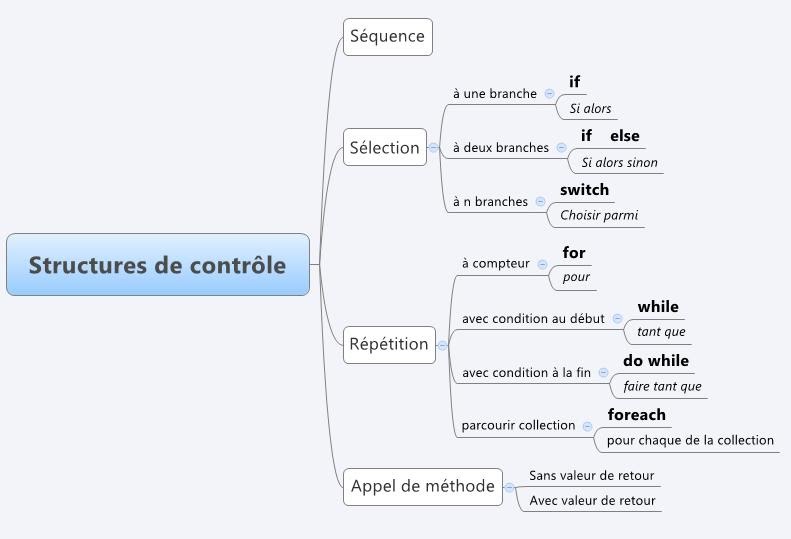 Structures de contrôle
Séquence
Sélection
à une branche
if
Si alors
à deux branches
if else
Si alors sinon
à n branches
switch
Choisir parmi
Répétition
à compteur
for
pour
avec condition au début
while
tant que
avec condition à la fin
do while
faire tant que
parcourir collection
foreach
pour chaque de la collection
Appel de méthode
Sans valeur de retour
Avec valeur de retour